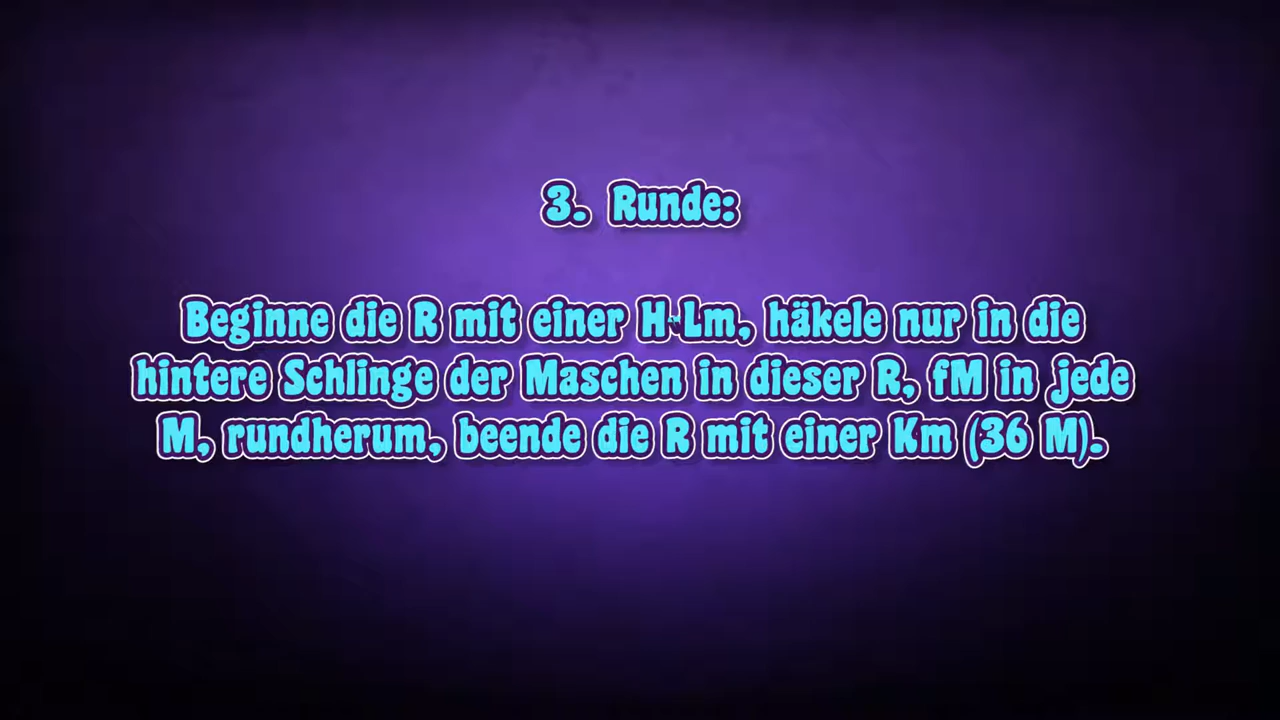 3. Runde:
Beginne die R mit einer H-Lm, häkele nur in die
hintere Schlinge der Maschen in dieser R, fM in jede
M, rundherum, beende die R mit einer Km (36 M).